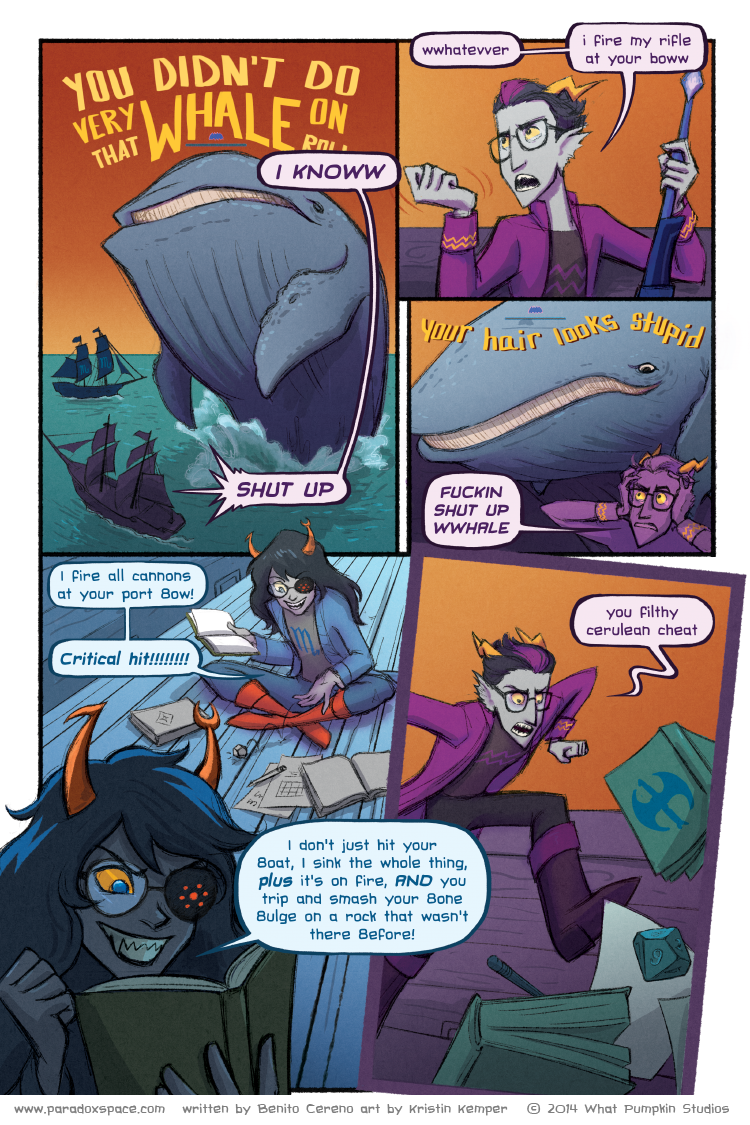 YOU DIDN'T DO
VERY WHALE ON
THAT
I KNOWW
SHUT UP
wwhatevver
i fire my rifle
at your boww
your hair looks stupid
FUCKIN
SHUT UP
WWHALE
I fire all cannons
at your port 8ow!
Critical hit!!!!!!!!
you filthy
cerulean cheat
I don't just hit your
8oat, I sink the whole thing,
plus it's on fire, AND you
trip and smash your 8one
8ulge on a rock that wasn't
there 8efore!
www.paradoxspace.com written by Benito Cereno art by Kristin Kemper © 2014 What Pumpkin Studios